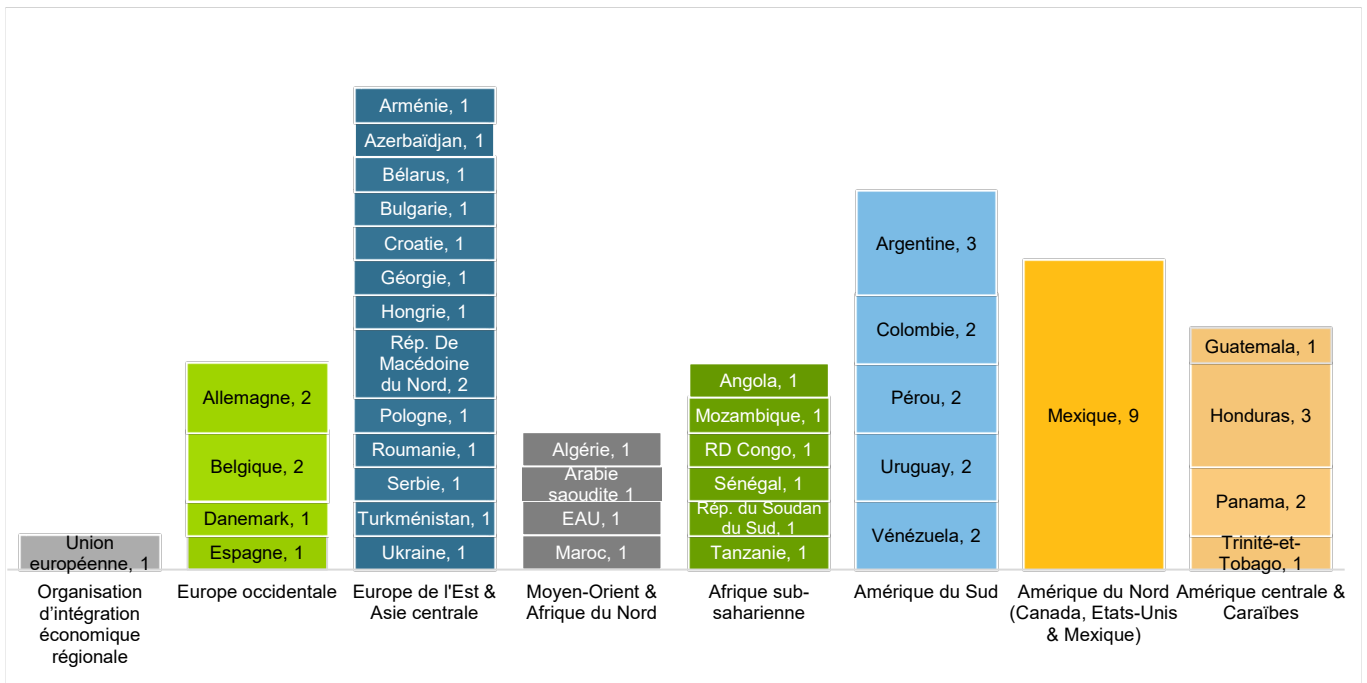 Union
européenne, 1
Organisation
d'intégration
économique
régionale
Allemagne, 2
Belgique, 2
Danemark, 1
Espagne, 1
Europe occidentale
Arménie, 1
Azerbaïdjan, 1
Bélarus, 1
Bulgarie, 1
Croatie, 1
Géorgie, 1
Hongrie, 1
Rép. De
Macédoine
du Nord, 2
Pologne, 1
Roumanie, 1
Serbie, 1
Turkménistan, 1
Ukraine, 1
Europe de l'Est &
Asie centrale
Algérie, 1
Arabie
saoudite 1
EAU, 1
Maroc, 1
Moyen-Orient &
Afrique du Nord
Angola, 1
Mozambique, 1
RD Congo, 1
Sénégal, 1
Rép. du Soudan
du Sud, 1
Tanzanie, 1
Afrique sub-
saharienne
Argentine, 3
Colombie, 2
Pérou, 2
Uruguay, 2
Vénézuela, 2
Amérique du Sud
Mexique, 9
Amérique du Nord
(Canada, Etats-Unis
& Mexique)
Guatemala, 1
Honduras, 3
Panama, 2
Trinité-et-
Tobago, 1
Amérique centrale &
Caraïbes